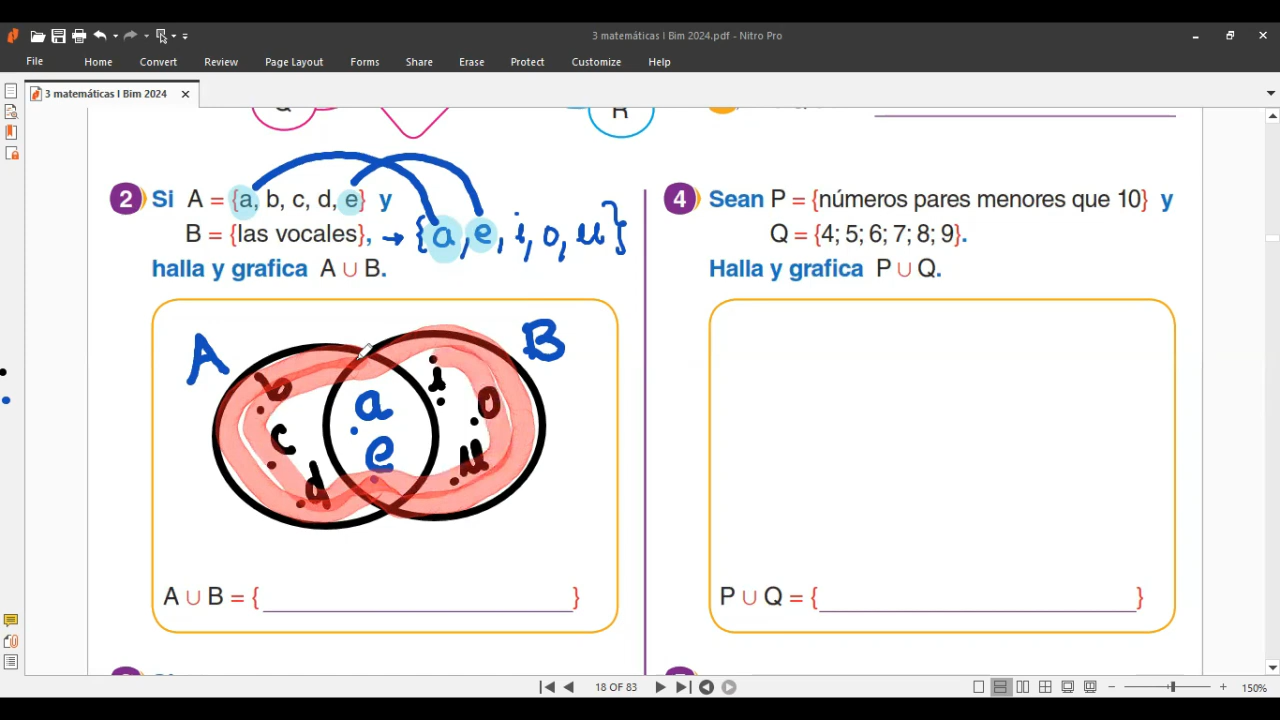 3 matemáticas I Bim 2024.pdf - Nitro Pro
File Home Convert Review Page Layout Forms Share Erase Protect Customize Help
3 matemáticas I Bim 2024
R
2 Si A = {a, b, c, d, e} y
B = {las vocales}, → {a, e, i, o, u}
halla y grafica A ∪ B.
A B
b a i
c o
d e u
A ∪ B = { }
4 Sean P = {números pares menores que 10} y
Q = {4; 5; 6; 7; 8; 9}.
Halla y grafica P ∪ Q.
P ∪ Q = { }
18 OF 83
150%